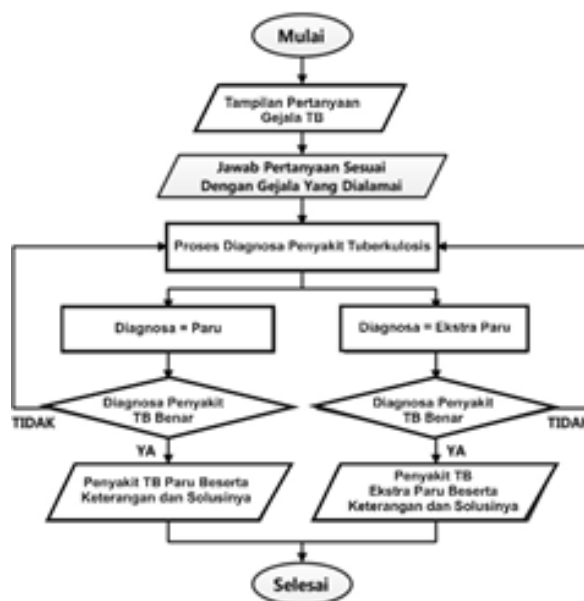 Mulai
Tampilan Pertanyaan
Gejala TB
Jawab Pertanyaan Sesuai
Dengan Gejala Yang Dialamai
Proses Diagnosa Penyakit Tuberkulosis
Diagnosa = Paru
Diagnosa = Ekstra Paru
Diagnosa Penyakit
TB Benar
Diagnosa Penyakit
TB Benar
TIDAK
TIDAK
YA
YA
Penyakit TB Paru Beserta
Keterangan dan Solusinya
Penyakit TB
Ekstra Paru Beserta
Keterangan dan Solusinya
Selesai